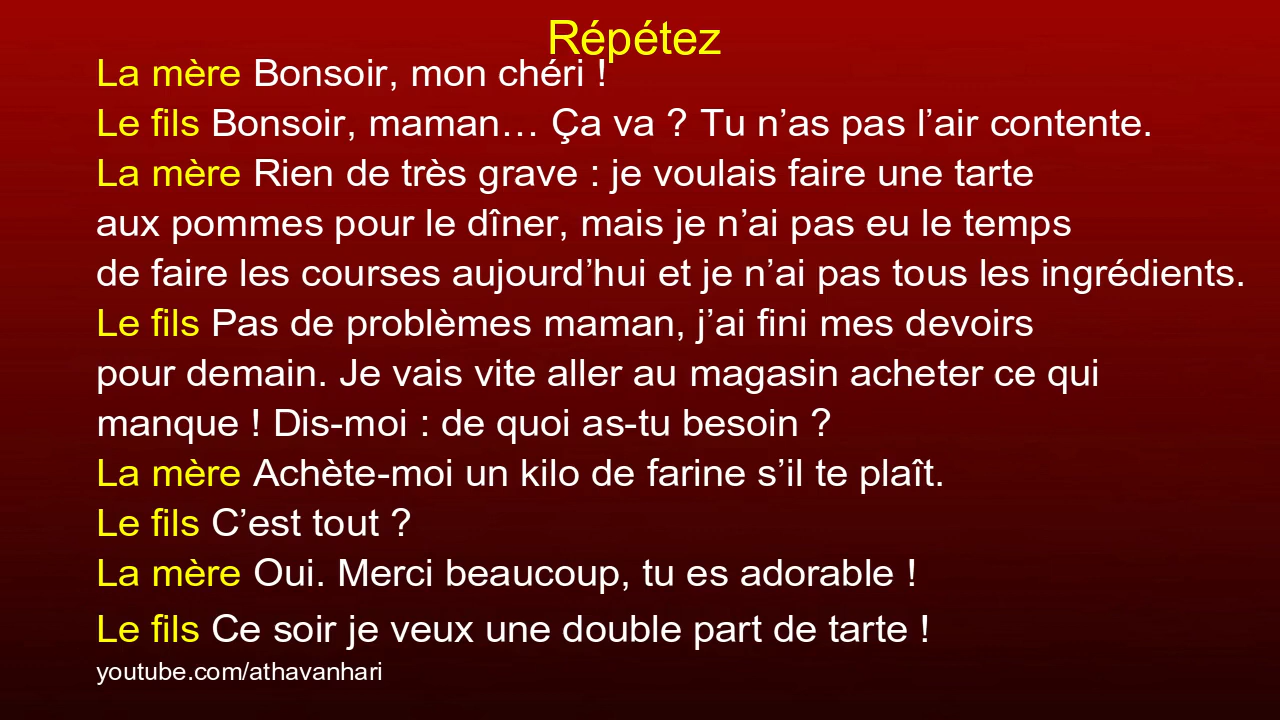 Répétez
La mère Bonsoir, mon chéri !
Le fils Bonsoir, maman… Ça va ? Tu n’as pas l’air contente.
La mère Rien de très grave : je voulais faire une tarte
aux pommes pour le dîner, mais je n’ai pas eu le temps
de faire les courses aujourd’hui et je n’ai pas tous les ingrédients.
Le fils Pas de problèmes maman, j’ai fini mes devoirs
pour demain. Je vais vite aller au magasin acheter ce qui
manque ! Dis-moi : de quoi as-tu besoin ?
La mère Achète-moi un kilo de farine s’il te plaît.
Le fils C’est tout ?
La mère Oui. Merci beaucoup, tu es adorable !
Le fils Ce soir je veux une double part de tarte !
youtube.com/athavanhari